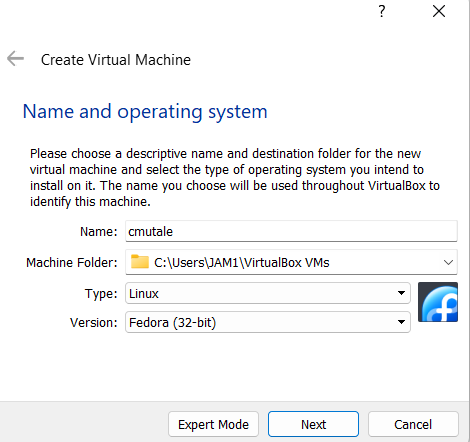 ?
Create Virtual Machine
Name and operating system
Please choose a descriptive name and destination folder for the new
virtual machine and select the type of operating system you intend to
install on it. The name you choose will be used throughout VirtualBox to
identify this machine.
Name: cmutale
Machine Folder: C:\Users\JAM1\VirtualBox VMs
Type: Linux
Version: Fedora (32-bit)
Expert Mode Next Cancel